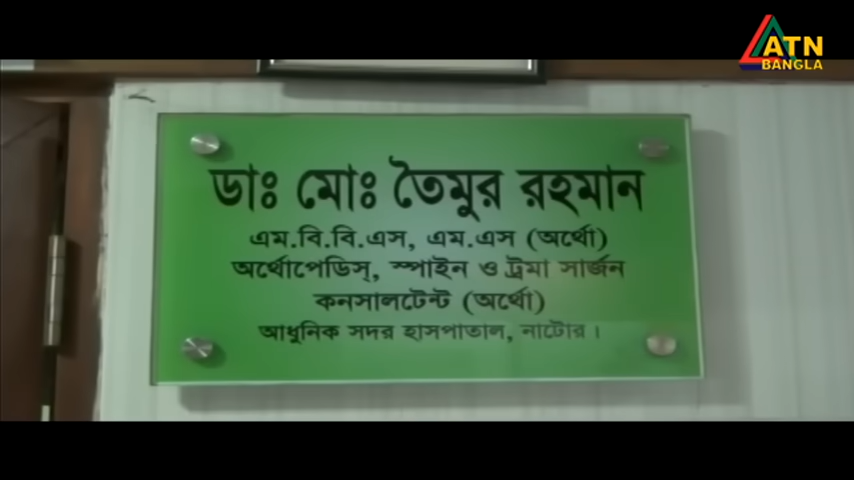 ATN
BANGLA
ডাঃ মোঃ তৈমুর রহমান
এম.বি.বি.এস, এম.এস (অর্থো)
অর্থোপেডিস্, স্পাইন ও ট্রমা সার্জন
কনসালটেন্ট (অর্থো)
আধুনিক সদর হাসপাতাল, নাটোর।